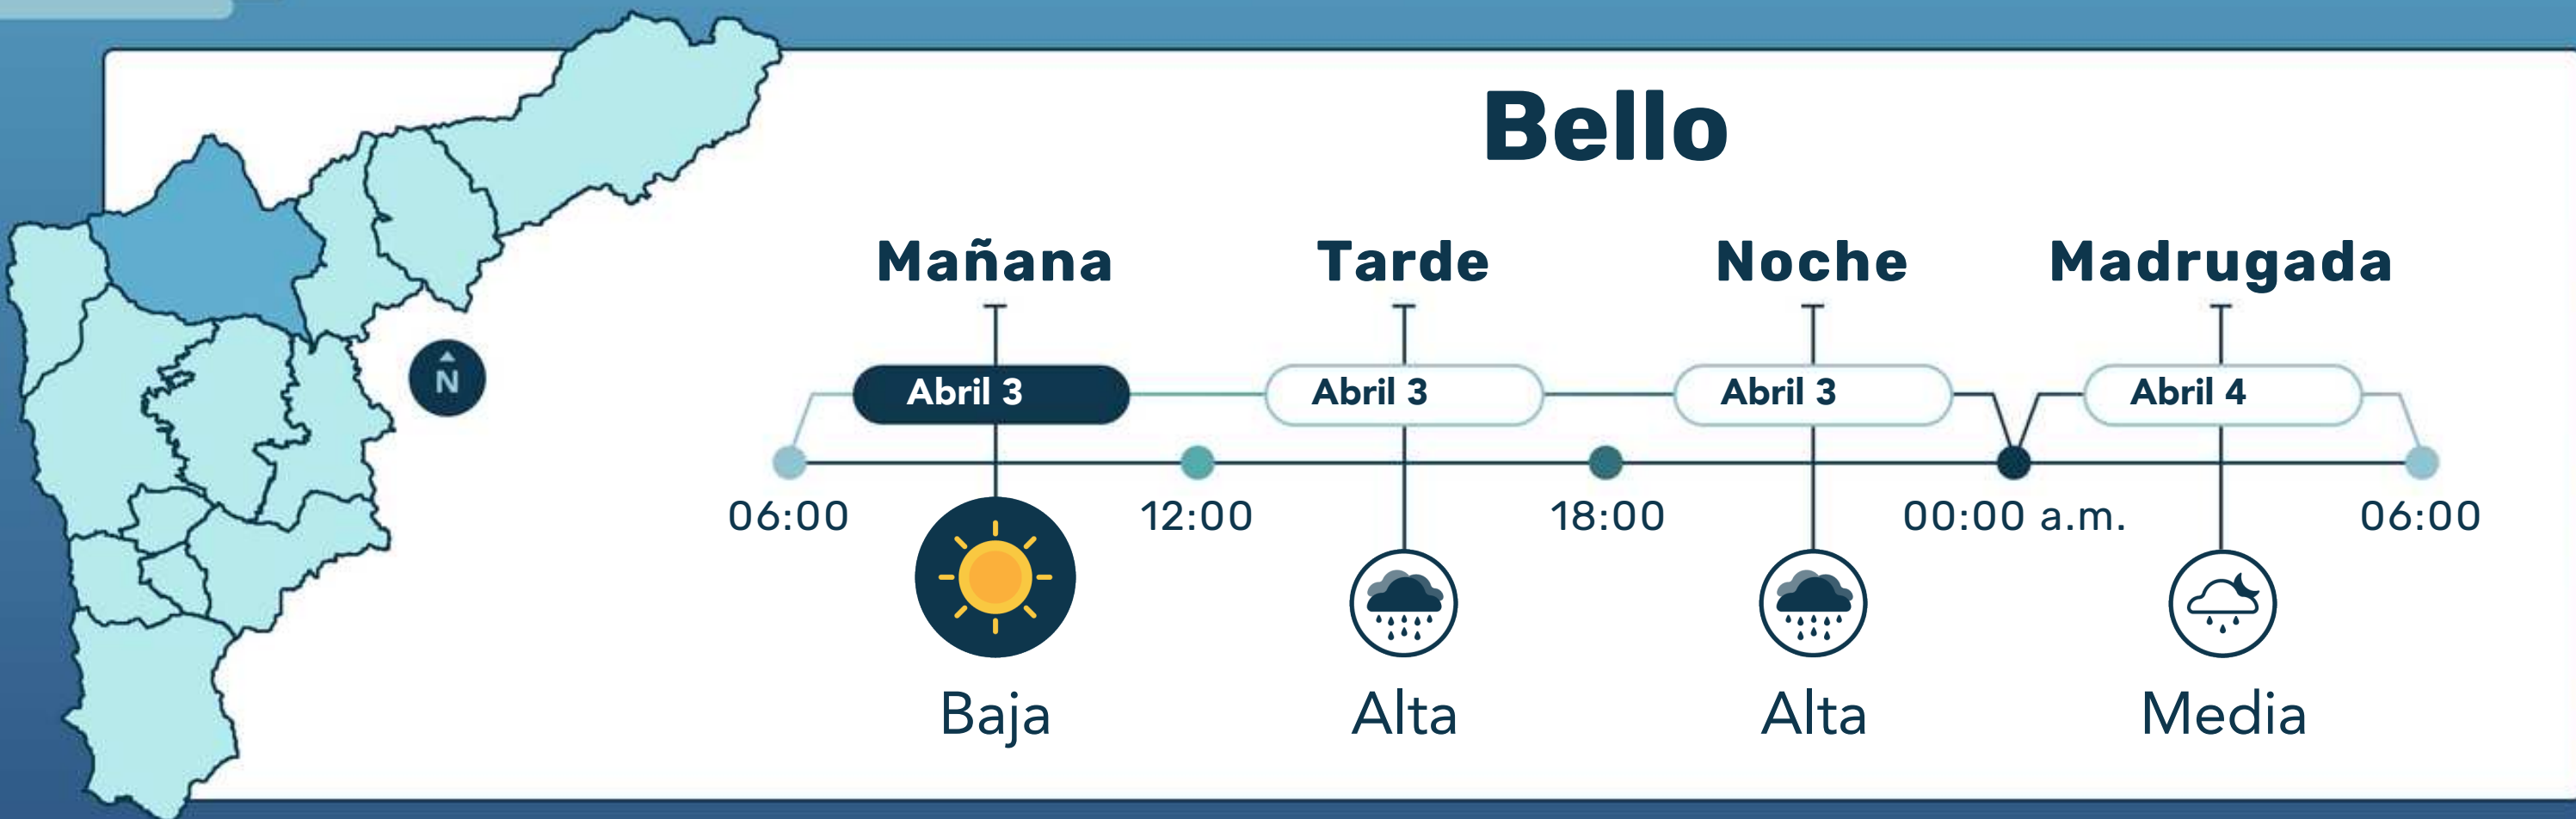 Bello
Mañana Tarde Noche Madrugada
N
Abril 3 Abril 3 Abril 3 Abril 4
06:00 12:00 18:00 00:00 a.m. 06:00
Baja Alta Alta Media